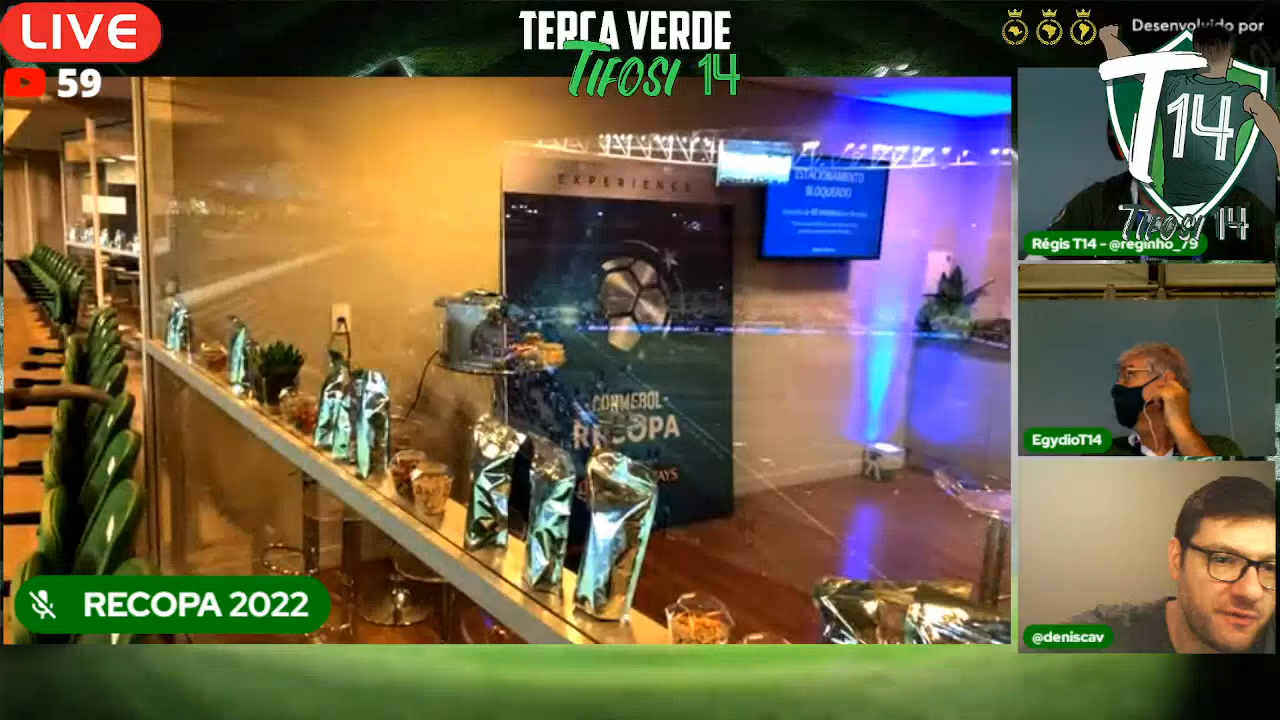 LIVE
59
TERÇA VERDE
TIFOSI 14
Desenvolvido por
T14
TIFOSI 14
EXPERIENCE
ESTACIONAMENTO
BLOQUEADO
CONMEBOL
RECOPA
Régis T14 - @reginho_79
EgydioT14
RECOPA 2022
@deniscav